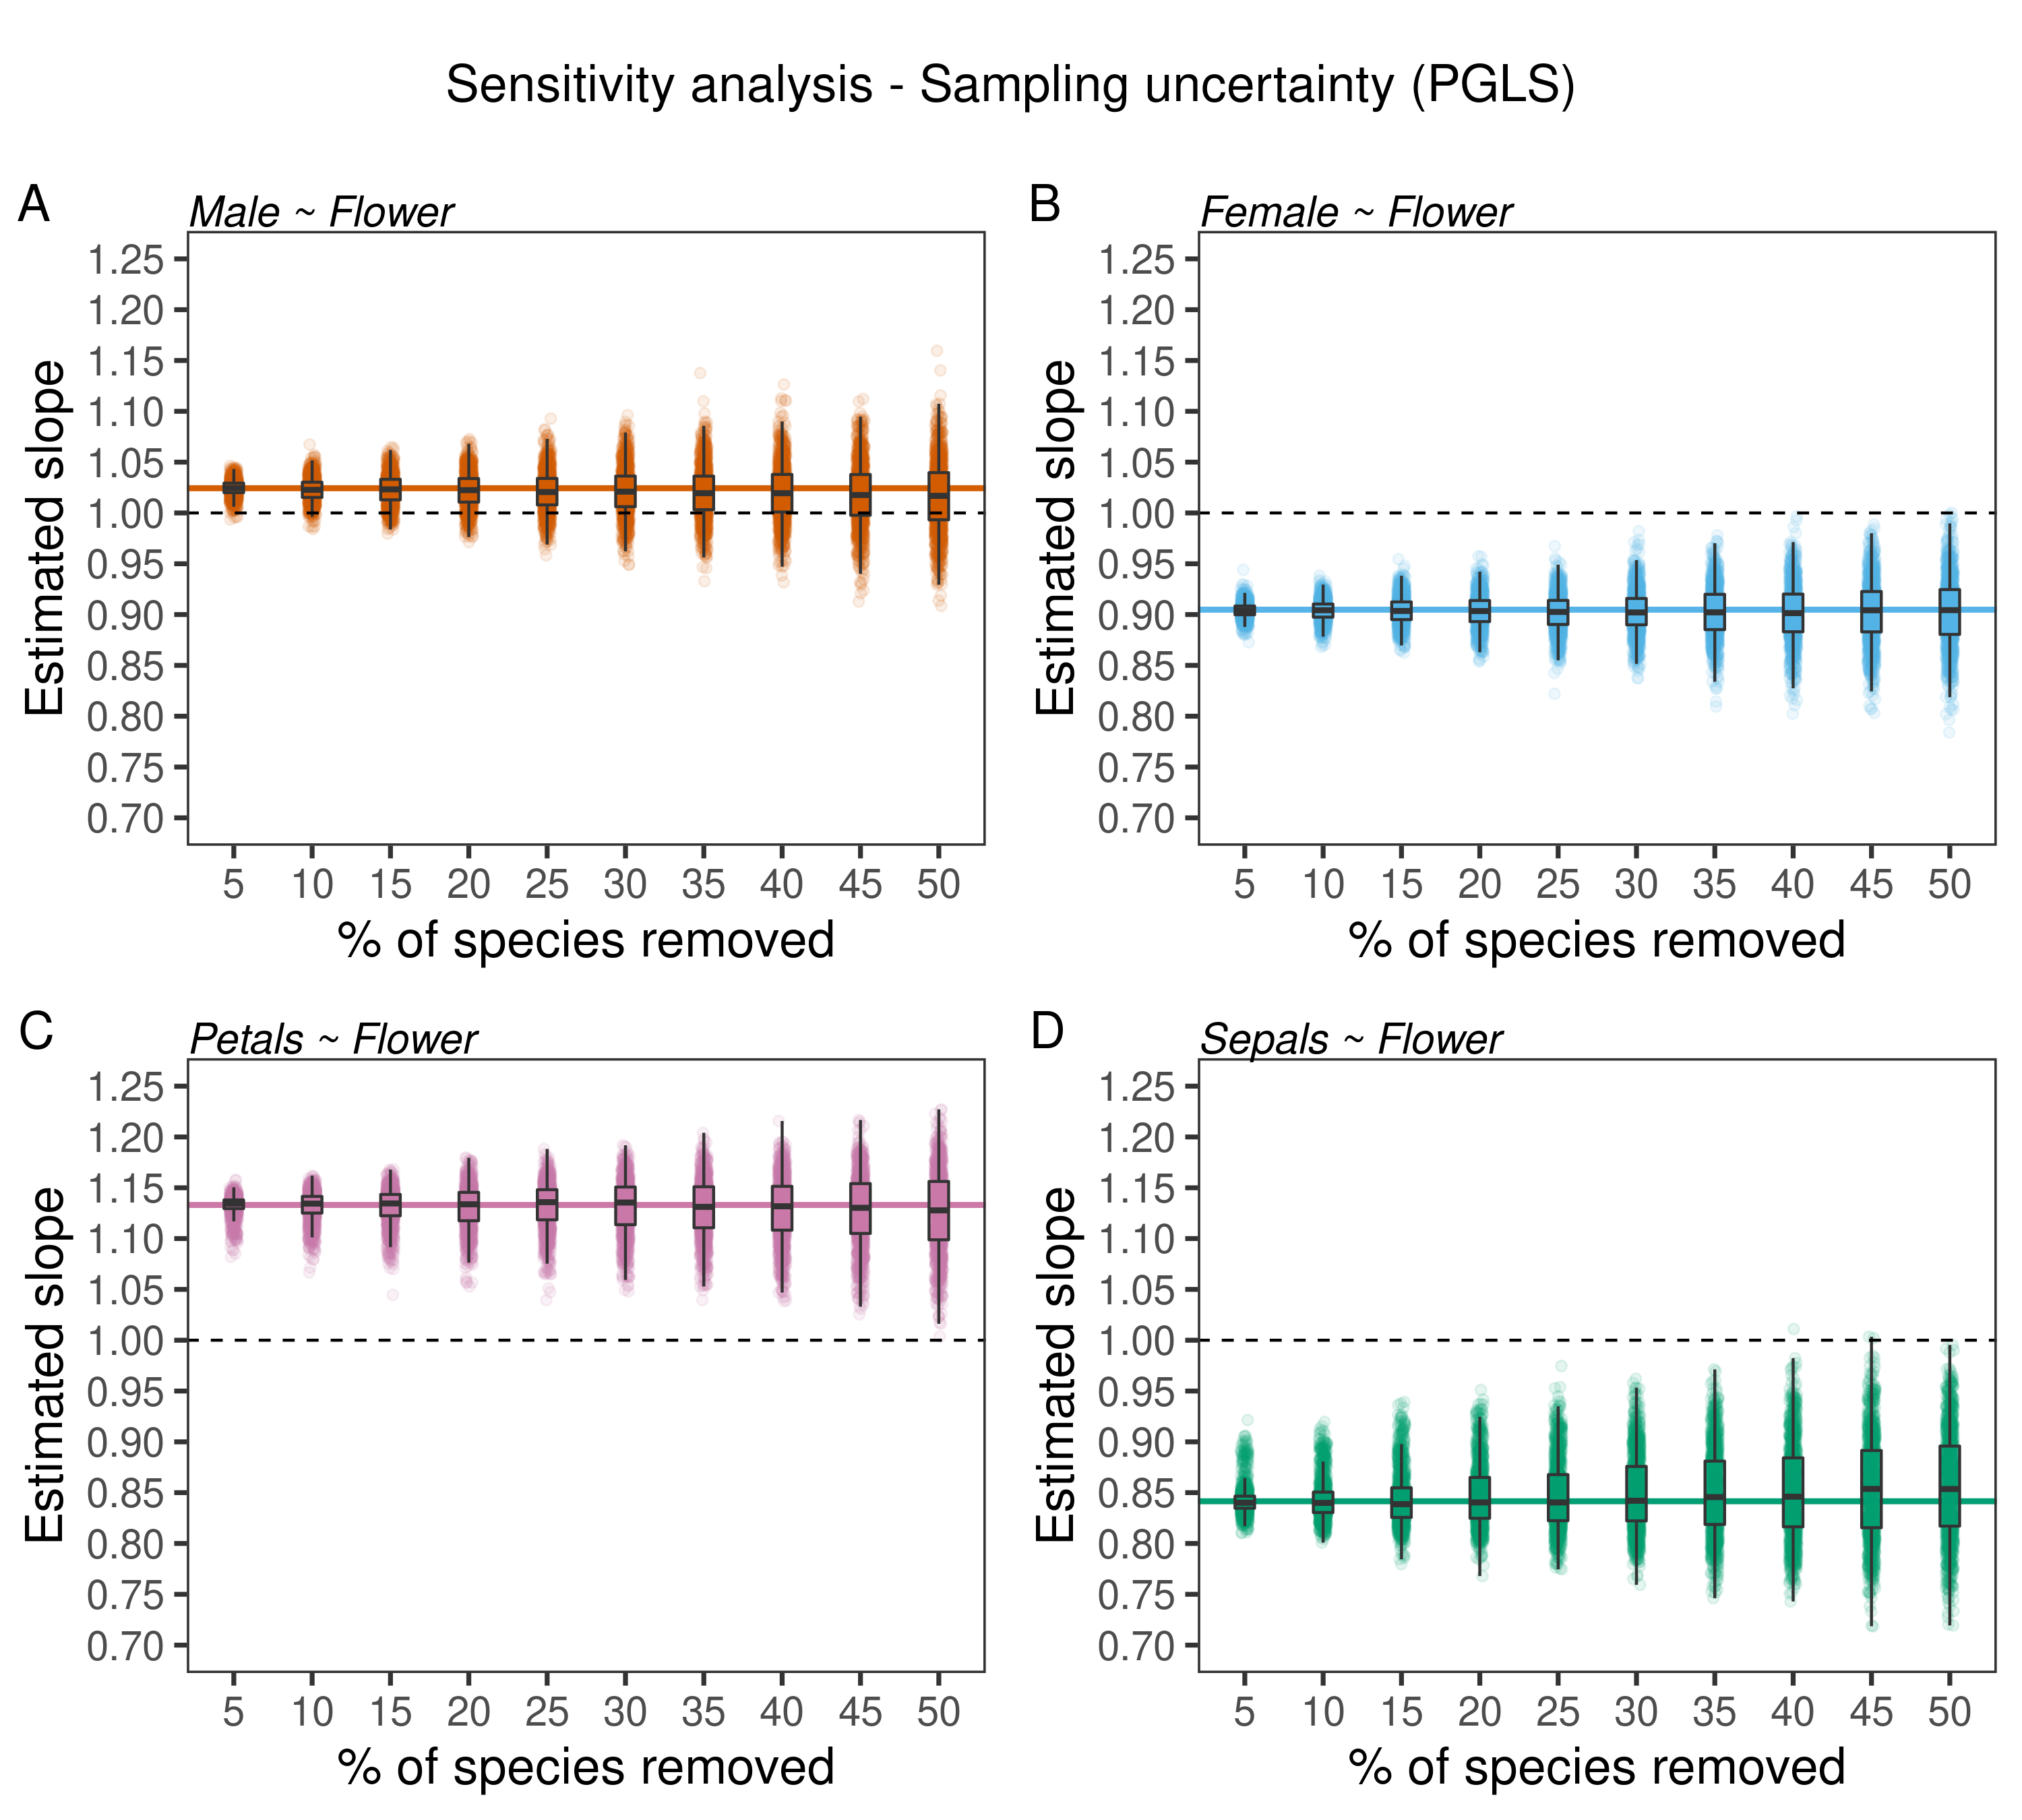 Sensitivity analysis - Sampling uncertainty (PGLS)
A
Male ~ Flower
Estimated slope
1.25
1.20
1.15
1.10
1.05
1.00
0.95
0.90
0.85
0.80
0.75
0.70
5 10 15 20 25 30 35 40 45 50
% of species removed
B
Female ~ Flower
Estimated slope
1.25
1.20
1.15
1.10
1.05
1.00
0.95
0.90
0.85
0.80
0.75
0.70
5 10 15 20 25 30 35 40 45 50
% of species removed
C
Petals ~ Flower
Estimated slope
1.25
1.20
1.15
1.10
1.05
1.00
0.95
0.90
0.85
0.80
0.75
0.70
5 10 15 20 25 30 35 40 45 50
% of species removed
D
Sepals ~ Flower
Estimated slope
1.25
1.20
1.15
1.10
1.05
1.00
0.95
0.90
0.85
0.80
0.75
0.70
5 10 15 20 25 30 35 40 45 50
% of species removed